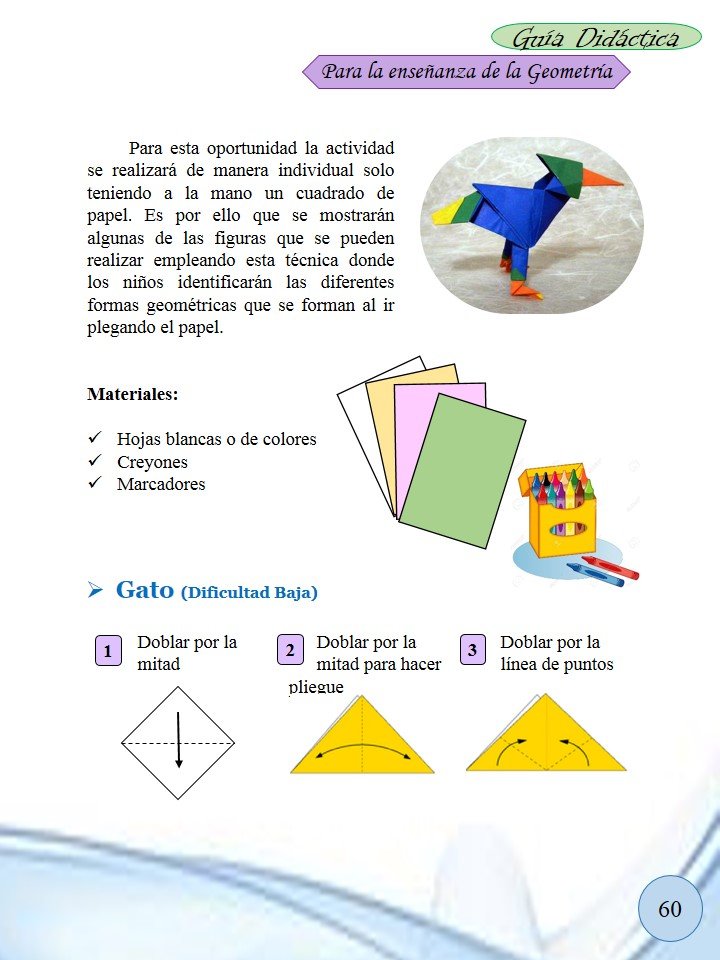 Guía Didáctica
Para la enseñanza de la Geometría
Para esta oportunidad la actividad
se realizará de manera individual solo
teniendo a la mano un cuadrado de
papel. Es por ello que se mostrarán
algunas de las figuras que se pueden
realizar empleando esta técnica donde
los niños identificarán las diferentes
formas geométricas que se forman al ir
plegando el papel.
Materiales:
✓ Hojas blancas o de colores
✓ Creyones
✓ Marcadores
➢ Gato (Dificultad Baja)
1 Doblar por la
mitad
2 Doblar por la
mitad para hacer
pliegue
3 Doblar por la
línea de puntos
60